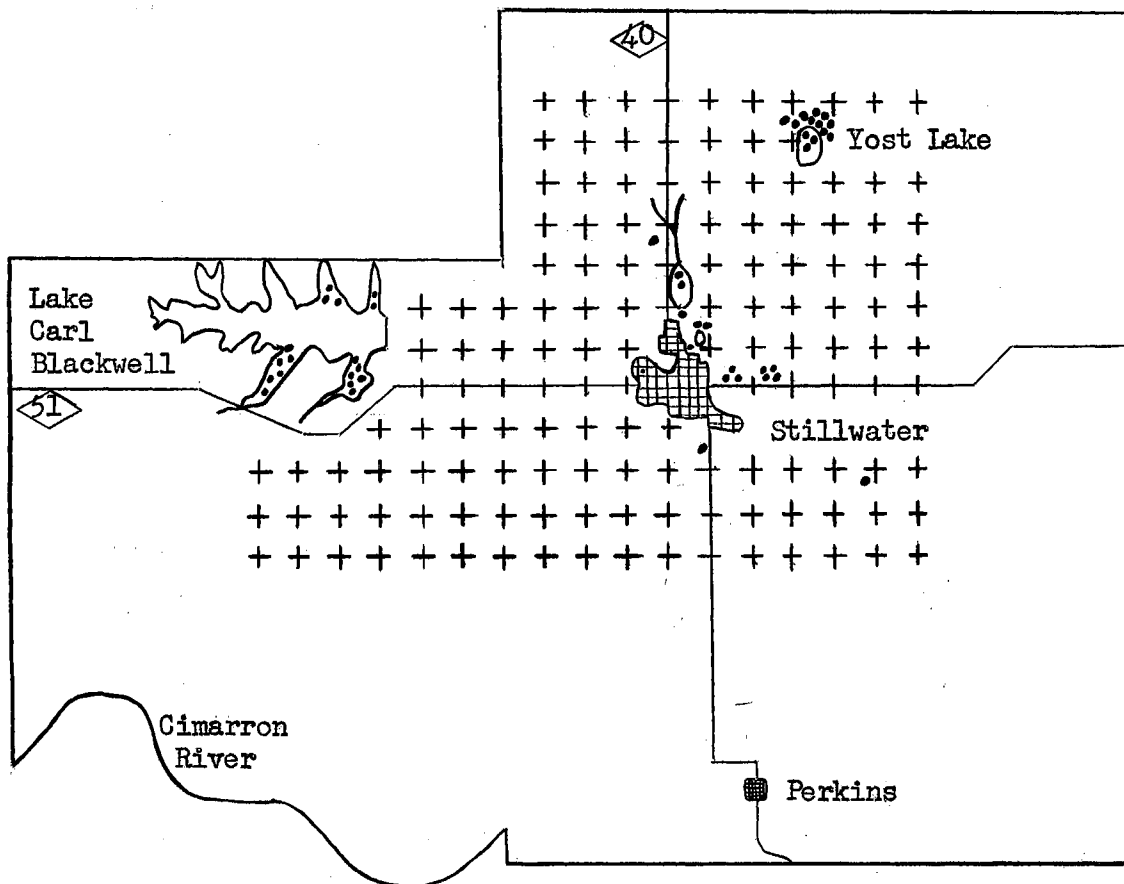 40
Yost Lake
Lake
Carl
Blackwell
51
Stillwater
Cimarron
River
Perkins